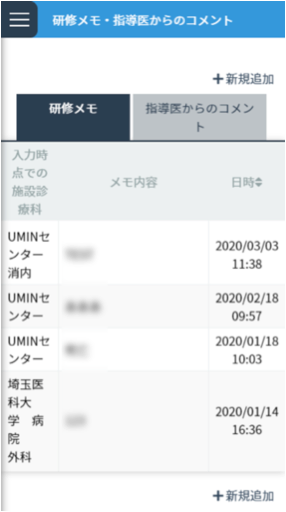 研修メモ・指導医からのコメント
+新規追加
研修メモ
指導医からのコメン
ト
入力時
点での
施設診
療科
メモ内容
日時
UMINセ
ンター
消内
2020/03/03
11:38
UMINセ
ンター
2020/02/18
09:57
UMINセ
ンター
2020/01/18
10:03
埼玉医
科大
学 病
院
外科
2020/01/14
16:36
+新規追加